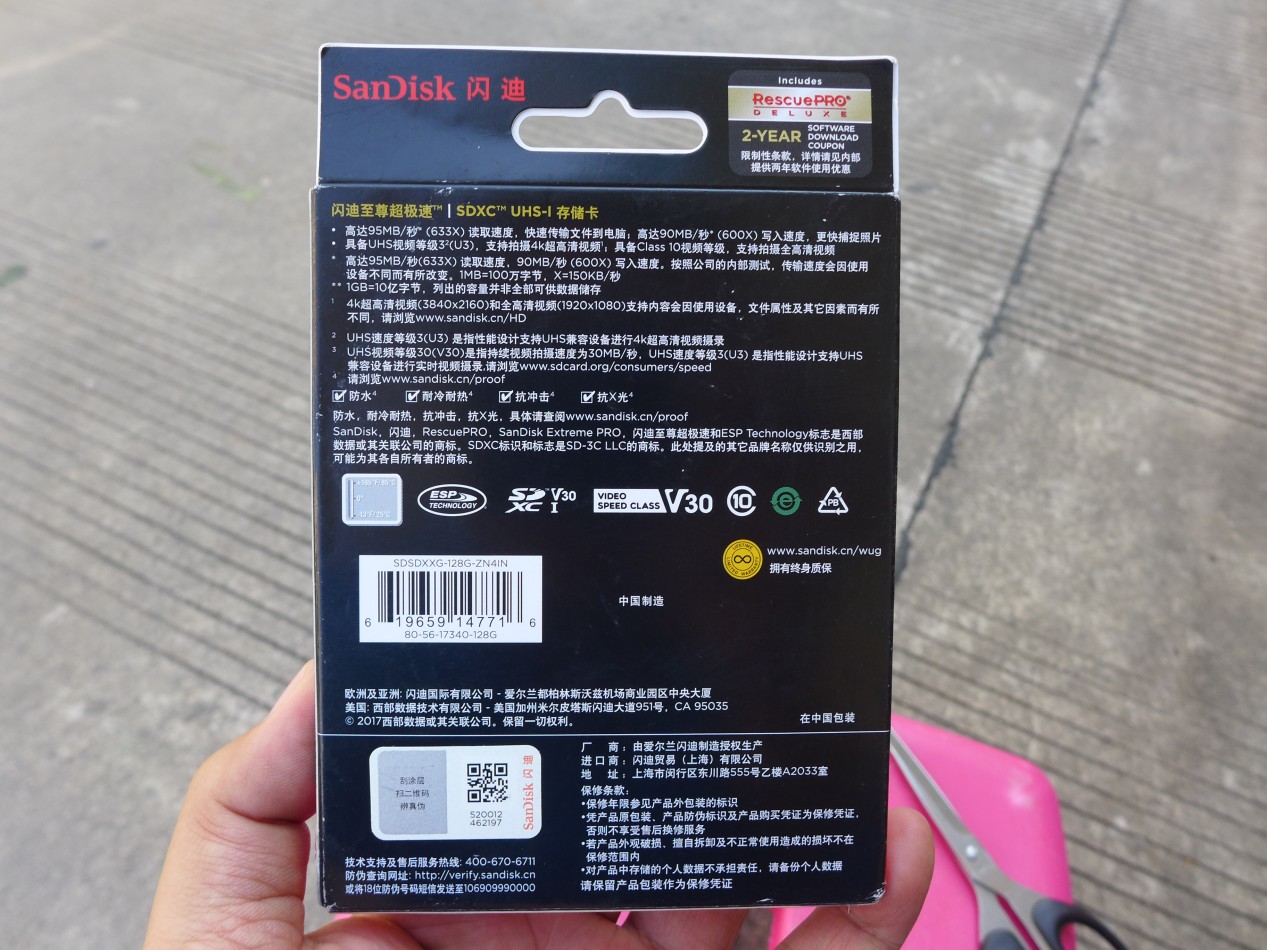 SanDisk 闪迪
Includes
RescuePRO®
DELUXE
2-YEAR SOFTWARE DOWNLOAD COUPON
限制性条款，详情请见内部
提供两年软件使用优惠
闪迪至尊超极速™ | SDXC™ UHS-I 存储卡
• 高达95MB/秒* (633X) 读取速度，快速传输文件到电脑；高达90MB/秒* (600X) 写入速度，更快捕捉照片
• 具备UHS视频等级3²(U3)，支持拍摄4k超高清视频¹；具备Class 10视频等级，支持拍摄全高清视频
* 高达95MB/秒(633X) 读取速度，90MB/秒 (600X) 写入速度。按照公司的内部测试，传输速度会因使用
设备不同而有所改变。1MB=100万字节，X=150KB/秒
** 1GB=10亿字节，列出的容量并非全部可供数据储存
¹ 4k超高清视频(3840x2160)和全高清视频(1920x1080)支持内容会因使用设备，文件属性及其它因素而有所
不同，请浏览www.sandisk.cn/HD
² UHS速度等级3(U3) 是指性能设计支持UHS兼容设备进行4k超高清视频摄录
³ UHS视频等级30(V30)是指持续视频拍摄速度为30MB/秒，UHS速度等级3(U3) 是指性能设计支持UHS
兼容设备进行实时视频摄录.请浏览www.sdcard.org/consumers/speed
⁴ 请浏览www.sandisk.cn/proof
☑ 防水⁴ ☑ 耐冷耐热⁴ ☑ 抗冲击⁴ ☑ 抗X光⁴
防水，耐冷耐热，抗冲击，抗X光，具体请查阅www.sandisk.cn/proof
SanDisk，闪迪，RescuePRO，SanDisk Extreme PRO，闪迪至尊超极速和ESP Technology标志是西部
数据或其关联公司的商标。SDXC标识和标志是SD-3C LLC的商标。此处提及的其它品牌名称仅供识别之用，
可能为其各自所有者的商标。
ESP TECHNOLOGY
SD XC I V30
VIDEO SPEED CLASS V30
10
e
PB
www.sandisk.cn/wug
拥有终身质保
SDSDXXG-128G-ZN4IN
6 19659 14771 6
80-56-17340-128G
中国制造
欧洲及亚洲: 闪迪国际有限公司 - 爱尔兰都柏林斯沃兹机场商业园区中央大厦
美国: 西部数据技术有限公司 - 美国加州米尔皮塔斯闪迪大道951号，CA 95035
© 2017西部数据或其关联公司。保留一切权利。
在中国包装
刮涂层
扫二维码
辨真伪
520012
462197
SanDisk 闪迪
技术支持及售后服务热线: 400-670-6711
防伪查询网址: http://verify.sandisk.cn
或将18位防伪号码短信发送至106909990000
厂 商：由爱尔兰闪迪制造授权生产
进口商：闪迪贸易（上海）有限公司
地 址：上海市闵行区东川路555号乙楼A2033室
保修条款：
•保修年限参见产品外包装的标识
•凭产品原包装、产品防伪标识及产品购买凭证为保修凭证，
否则不享受售后换修服务
•若产品外观破损、擅自拆卸及不正常使用造成的损坏不在
保修范围内
•对产品中存储的个人数据不承担责任，请备份个人数据
请保留产品包装作为保修凭证